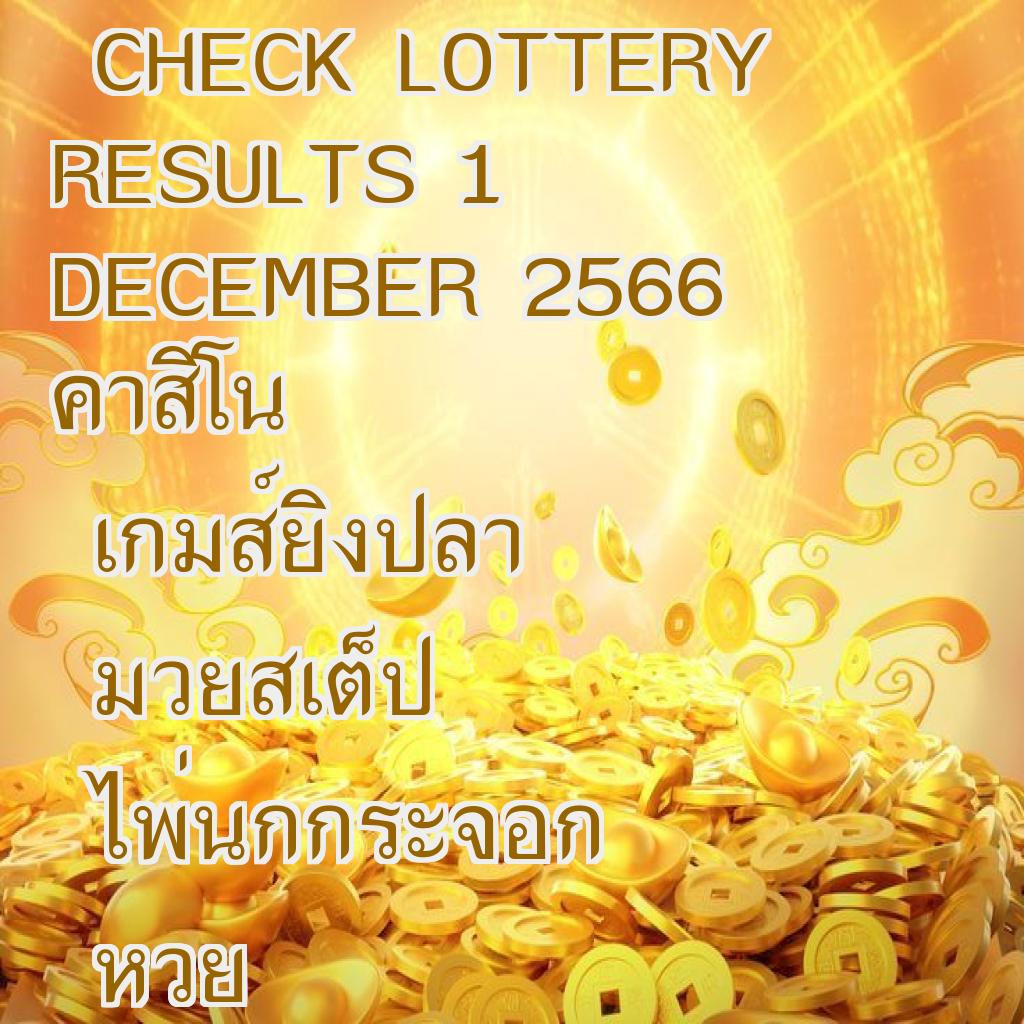 CHECK LOTTERY
RESULTS 1
DECEMBER 2566
คาสิโน
เกมส์ยิงปลา
มวยสเต็ป
ไพ่นกกระจอก
หวย